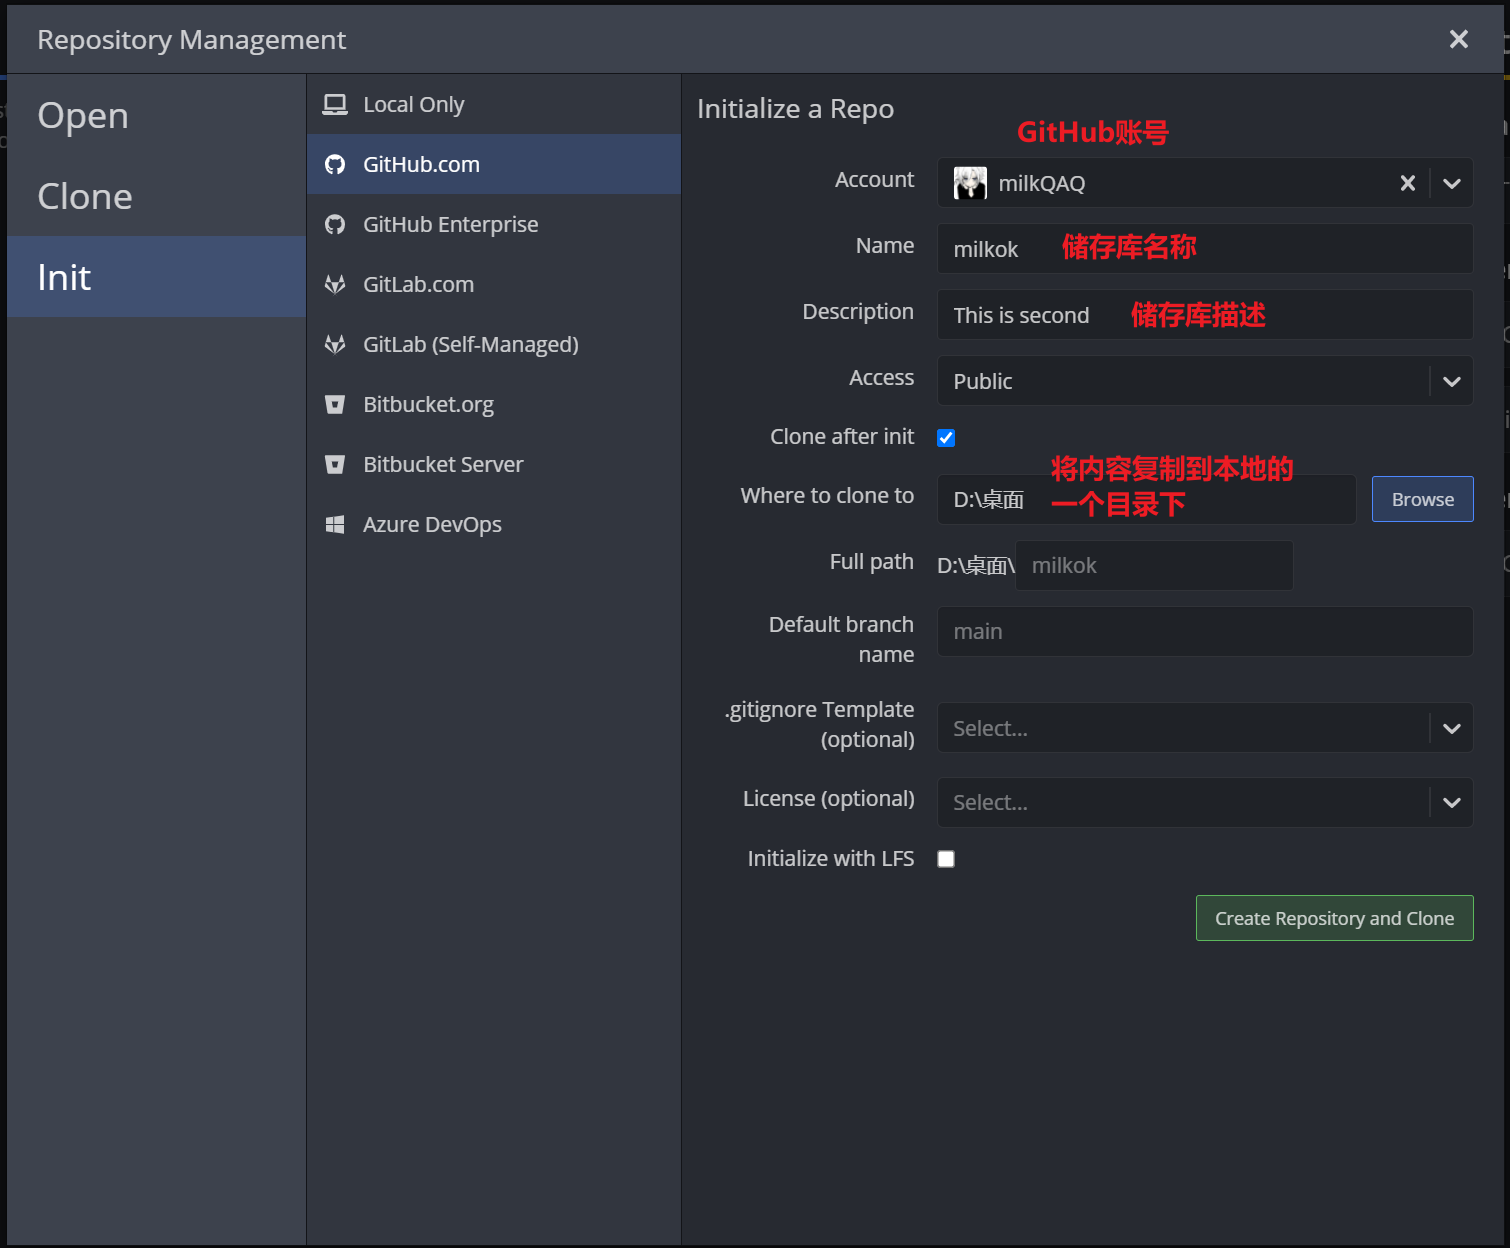 Repository Management
Open
Clone
Init
Local Only
GitHub.com
GitHub Enterprise
GitLab.com
GitLab (Self-Managed)
Bitbucket.org
Bitbucket Server
Azure DevOps
Initialize a Repo
GitHub账号
Account
milkQAQ
Name
milkok
储存库名称
Description
This is second
储存库描述
Access
Public
Clone after init
将内容复制到本地的
一个目录下
Where to clone to
D:\桌面
Browse
Full path
D:\桌面\
milkok
Default branch
name
main
.gitignore Template
(optional)
Select...
License (optional)
Select...
Initialize with LFS
Create Repository and Clone